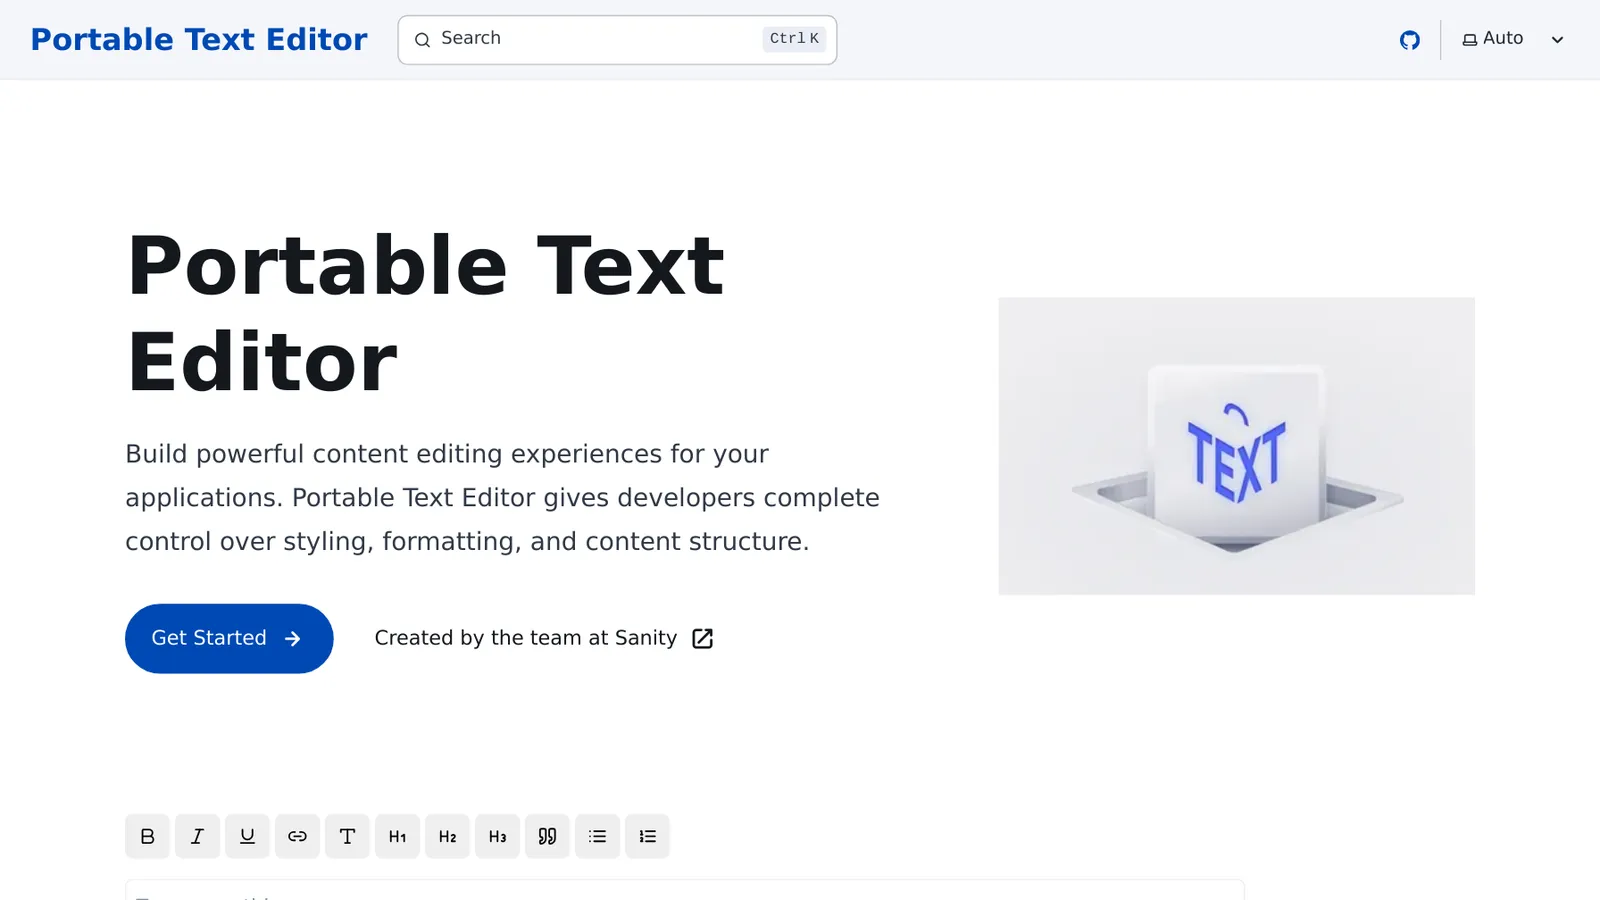 Portable Text Editor
Search
Ctrl K
Auto
Portable Text
Editor
Build powerful content editing experiences for your
applications. Portable Text Editor gives developers complete
control over styling, formatting, and content structure.
TEXT
Get Started
Created by the team at Sanity
B I U T H1 H2 H3